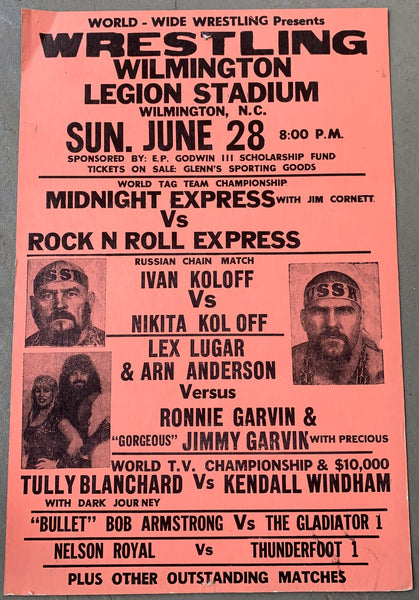 WORLD - WIDE WRESTLING Presents
WRESTLING
WILMINGTON
LEGION STADIUM
WILMINGTON, N.C.
SUN. JUNE 28 8:00 P.M.
SPONSORED BY: E.P. GODWIN III SCHOLARSHIP FUND
TICKETS ON SALE: GLENN'S SPORTING GOODS
WORLD TAG TEAM CHAMPIONSHIP
MIDNIGHT EXPRESS WITH JIM CORNETT
Vs
ROCK N ROLL EXPRESS
RUSSIAN CHAIN MATCH
IVAN KOLOFF
Vs
NIKITA KOLOFF
SSR
SSR
LEX LUGAR
& ARN ANDERSON
Versus
RONNIE GARVIN &
"GORGEOUS" JIMMY GARVIN WITH PRECIOUS
WORLD T.V. CHAMPIONSHIP & $10,000
TULLY BLANCHARD Vs KENDALL WINDHAM
WITH DARK JOURNEY
"BULLET" BOB ARMSTRONG Vs THE GLADIATOR 1
NELSON ROYAL Vs THUNDERFOOT 1
PLUS OTHER OUTSTANDING MATCHES